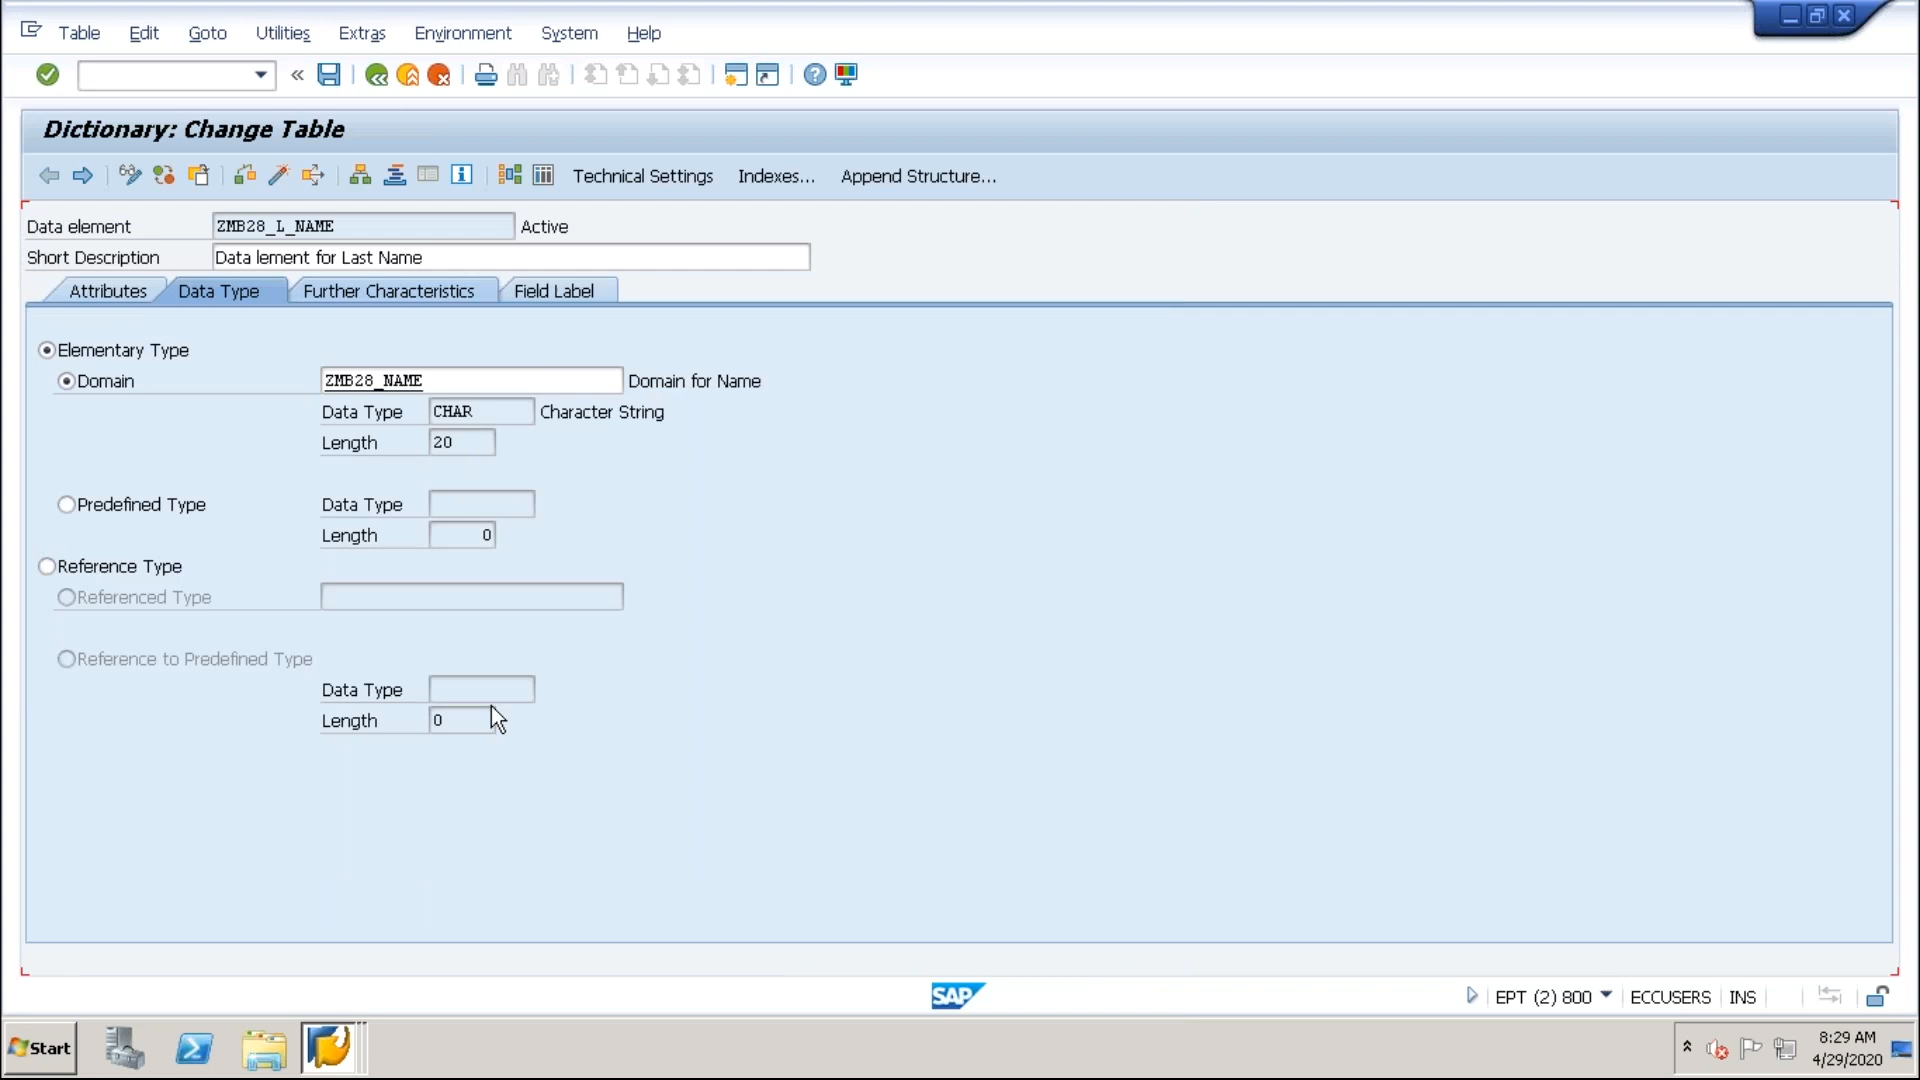 Table Edit Goto Utilities Extras Environment System Help
Dictionary: Change Table
Technical Settings Indexes... Append Structure...
Data element ZMB28_L_NAME Active
Short Description Data lement for Last Name
Attributes Data Type Further Characteristics Field Label
Elementary Type
Domain ZMB28_NAME Domain for Name
Data Type CHAR Character String
Length 20
Predefined Type Data Type
Length 0
Reference Type
Referenced Type
Reference to Predefined Type
Data Type
Length 0
SAP EPT (2) 800 ECCUSERS INS
Start 8:29 AM
4/29/2020